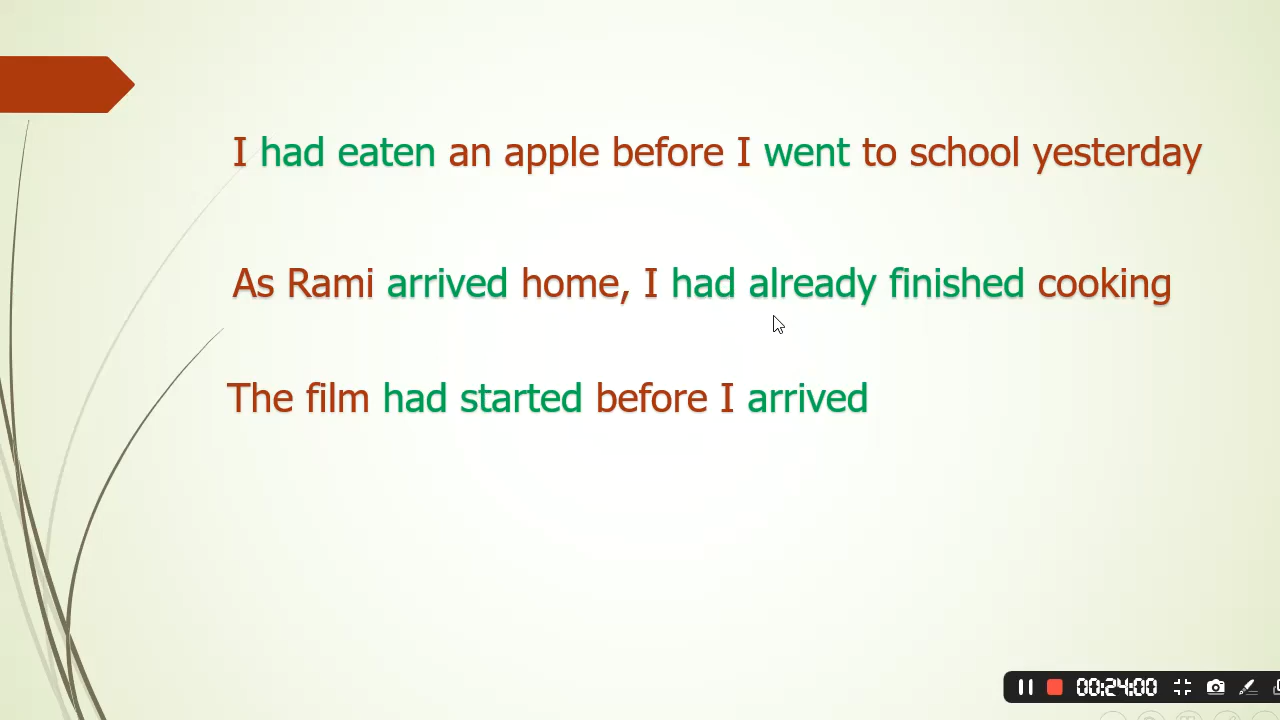 I had eaten an apple before I went to school yesterday
As Rami arrived home, I had already finished cooking
The film had started before I arrived
00:24:00